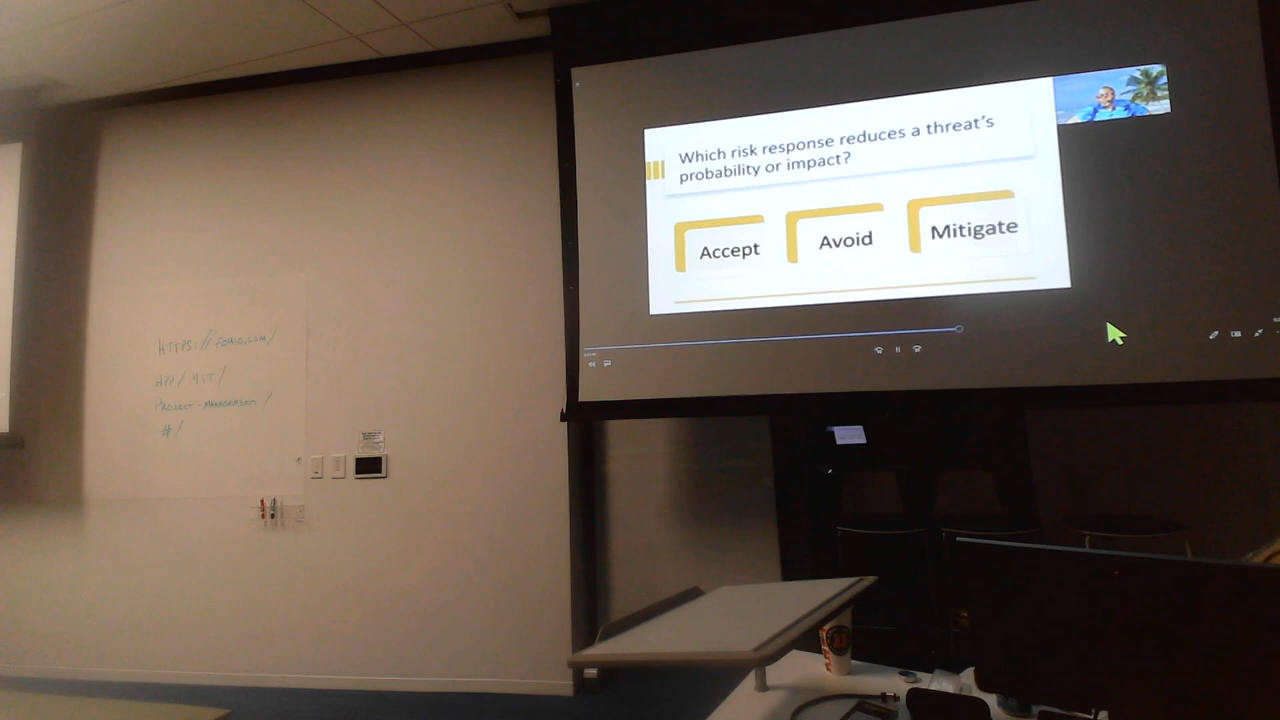 HTTPS://FORIO.COM/
APP/MIT/
PROJECT-MANAGEMENT/
#/
Which risk response reduces a threat's
probability or impact?
Accept
Avoid
Mitigate